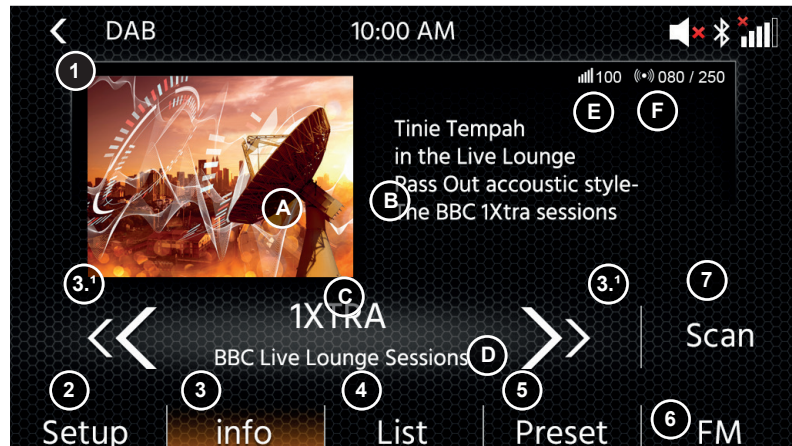 DAB
10:00 AM
1
100
080 / 250
E
F
Tinie Tempah
in the Live Lounge
Pass Out accoustic style-
The BBC 1Xtra sessions
A
B
3.¹
C
3.¹
7
1XTRA
Scan
BBC Live Lounge Sessions
D
2
3
4
5
6
Setup
info
List
Preset
FM